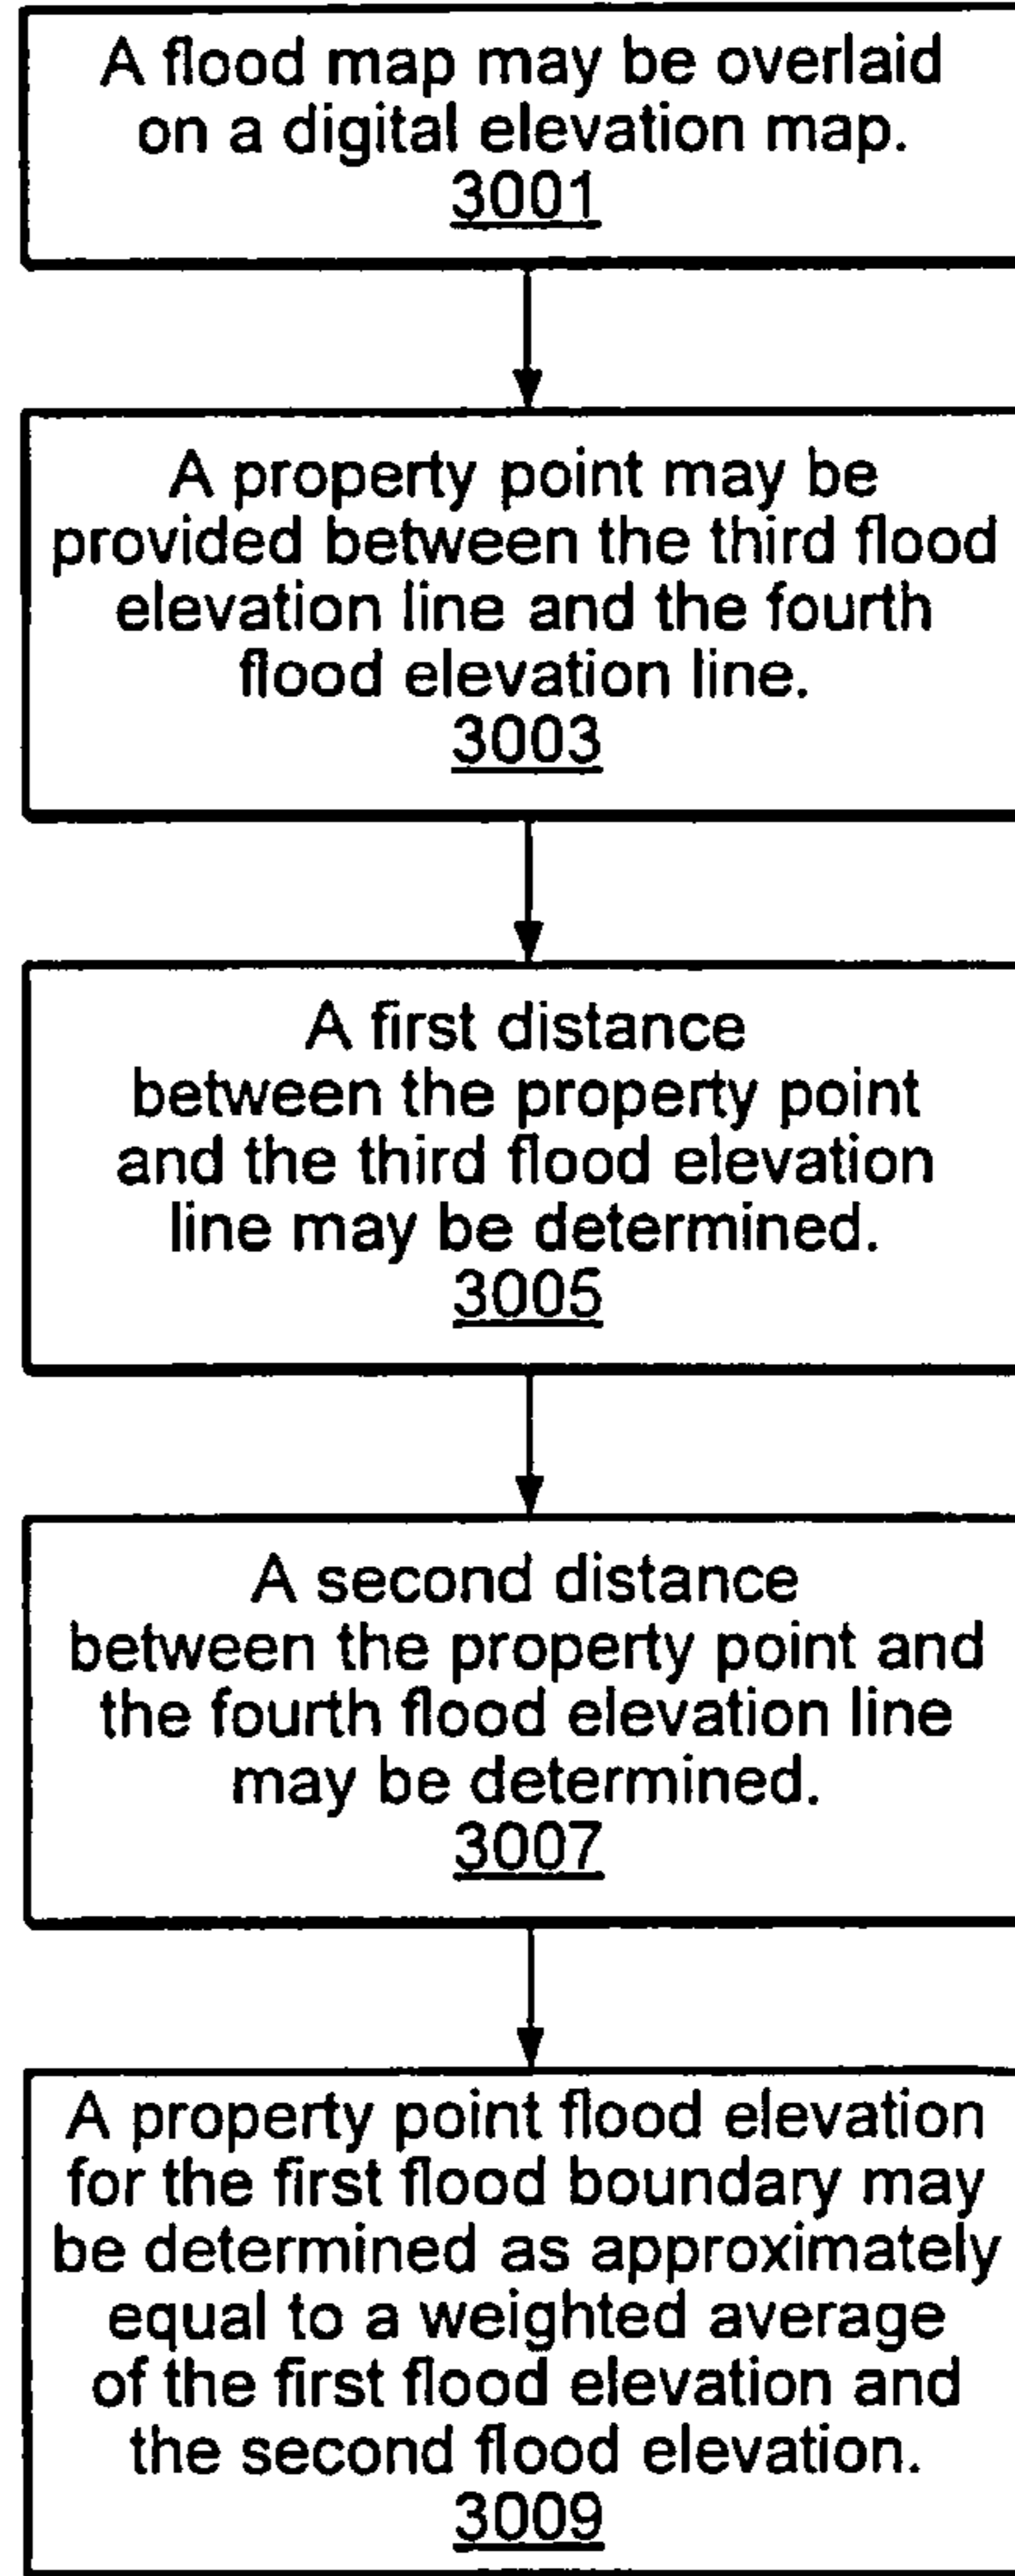 A flood map may be overlaid
on a digital elevation map.
3001
A property point may be
provided between the third flood
elevation line and the fourth
flood elevation line.
3003
A first distance
between the property point
and the third flood elevation
line may be determined.
3005
A second distance
between the property point and
the fourth flood elevation line
may be determined.
3007
A property point flood elevation
for the first flood boundary may
be determined as approximately
equal to a weighted average
of the first flood elevation and
the second flood elevation.
3009